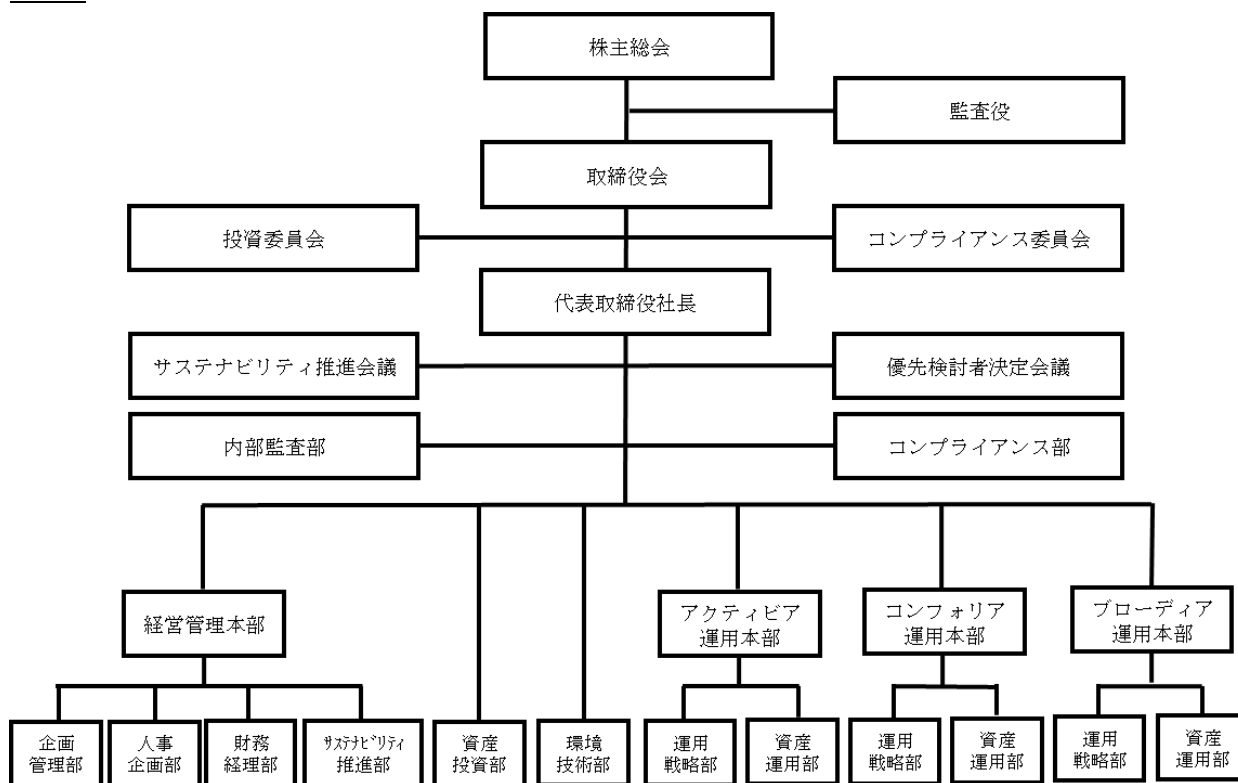 株主総会
監査役
取締役会
投資委員会
コンプライアンス委員会
代表取締役社長
サステナビリティ推進会議
優先検討者決定会議
内部監査部
コンプライアンス部
経営管理本部
アクティビア
運用本部
コンフォリア
運用本部
ブローディア
運用本部
企画
管理部
人事
企画部
財務
経理部
ｻｽﾃﾅﾋﾞﾘﾃｨ
推進部
資産
投資部
環境
技術部
運用
戦略部
資産
運用部
運用
戦略部
資産
運用部
運用
戦略部
資産
運用部